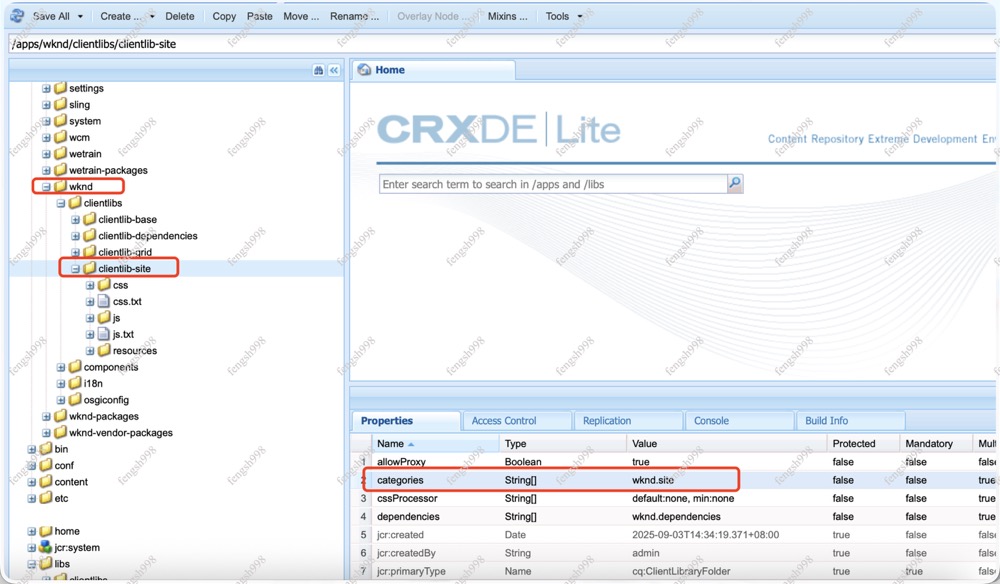 Save All Create ... Delete Copy Paste Move ... Rename ... Overlay Node ... Mixins ... Tools
/apps/wknd/clientlibs/clientlib-site
settings
sling
system
wcm
wetrain
wetrain-packages
wknd
clientlibs
clientlib-base
clientlib-dependencies
clientlib-grid
clientlib-site
css
css.txt
js
js.txt
resources
components
i18n
osgiconfig
wknd-packages
wknd-vendor-packages
bin
conf
content
etc
home
jcr:system
libs
clientlibs
Home
CRXDE Lite
Content Repository Extreme Development En
Enter search term to search in /apps and /libs
Properties Access Control Replication Console Build Info
Name Type Value Protected Mandatory Mult
1 allowProxy Boolean true false false false
2 categories String[] wknd.site false false true
3 cssProcessor String[] default:none, min:none false false true
4 dependencies String[] wknd.dependencies false false true
5 jcr:created Date 2025-09-03T14:34:19.371+08:00 true false false
6 jcr:createdBy String admin true false false
7 jcr:primaryType Name cq:ClientLibraryFolder true true false
fengsh998